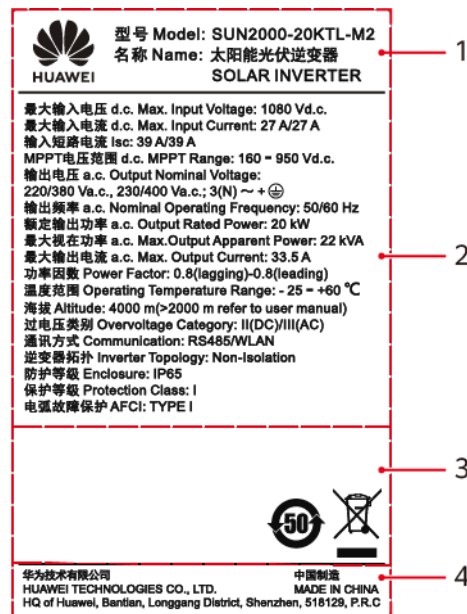 型号 Model: SUN2000-20KTL-M2
名称 Name: 太阳能光伏逆变器
SOLAR INVERTER
HUAWEI
1
最大输入电压 d.c. Max. Input Voltage: 1080 Vd.c.
最大输入电流 d.c. Max. Input Current: 27 A/27 A
输入短路电流 Isc: 39 A/39 A
MPPT电压范围 d.c. MPPT Range: 160 - 950 Vd.c.
输出电压 a.c. Output Nominal Voltage:
220/380 Va.c., 230/400 Va.c.; 3(N) ~ + ⏚
输出频率 a.c. Nominal Operating Frequency: 50/60 Hz
额定输出功率 a.c. Output Rated Power: 20 kW
最大视在功率 a.c. Max.Output Apparent Power: 22 kVA
最大输出电流 a.c. Max. Output Current: 33.5 A
功率因数 Power Factor: 0.8(lagging)-0.8(leading)
温度范围 Operating Temperature Range: - 25 - +60 ℃
海拔 Altitude: 4000 m(>2000 m refer to user manual)
过电压类别 Overvoltage Category: II(DC)/III(AC)
通讯方式 Communication: RS485/WLAN
逆变器拓扑 Inverter Topology: Non-Isolation
防护等级 Enclosure: IP65
保护等级 Protection Class: I
电弧故障保护 AFCI: TYPE I
2
3
50
华为技术有限公司 中国制造
HUAWEI TECHNOLOGIES CO., LTD. MADE IN CHINA
HQ of Huawei, Bantian, Longgang District, Shenzhen, 518129, P.R.C
4